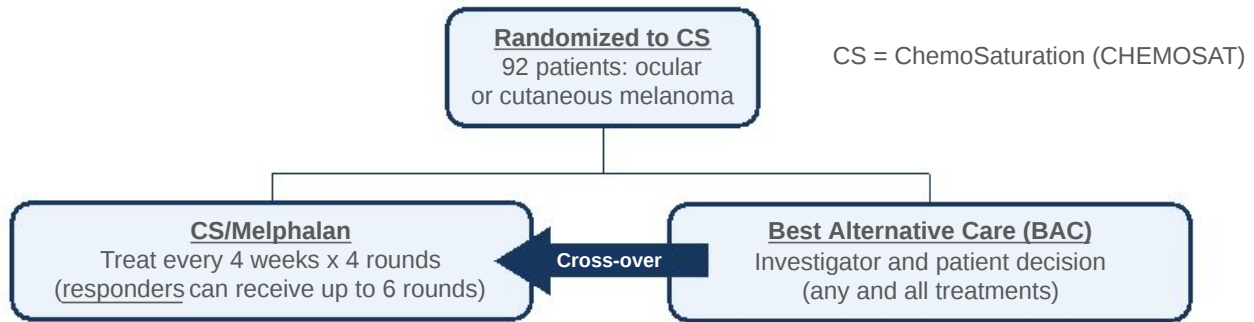 Randomized to CS
92 patients: ocular
or cutaneous melanoma
CS = ChemoSaturation (CHEMOSAT)
CS/Melphalan
Treat every 4 weeks x 4 rounds
(responders can receive up to 6 rounds)
Cross-over
Best Alternative Care (BAC)
Investigator and patient decision
(any and all treatments)